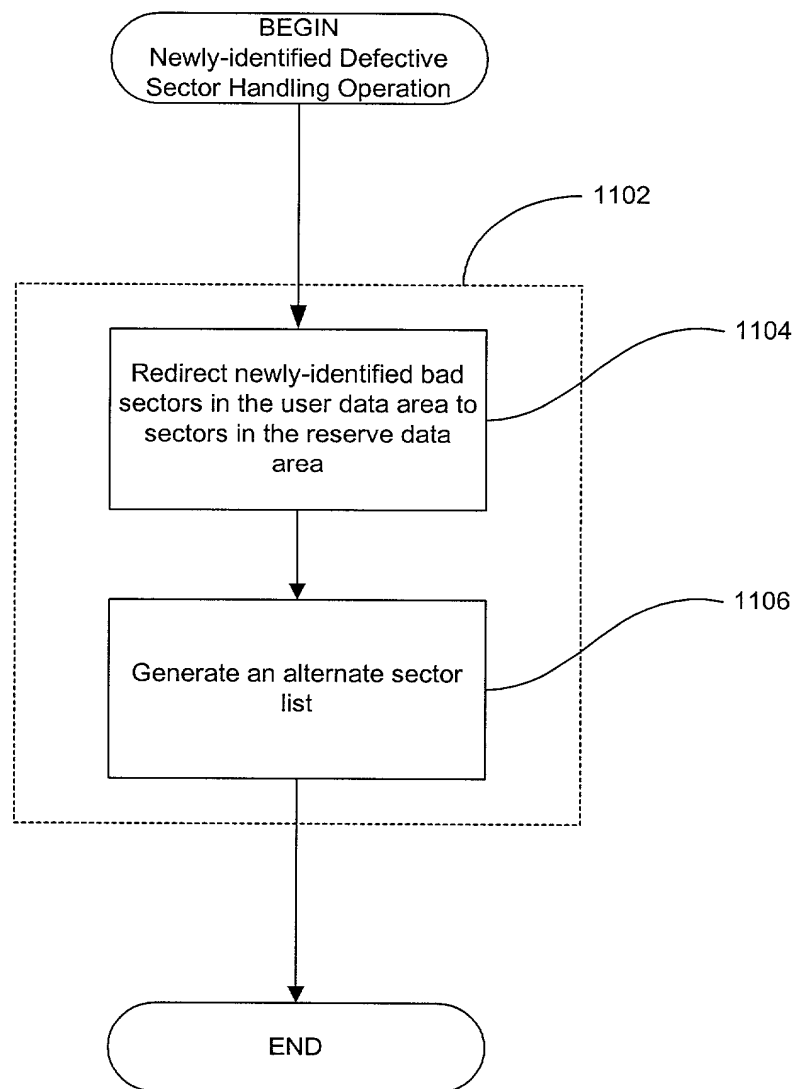 BEGIN
Newly-identified Defective
Sector Handling Operation
1102
1104
Redirect newly-identified bad
sectors in the user data area to
sectors in the reserve data
area
1106
Generate an alternate sector
list
END